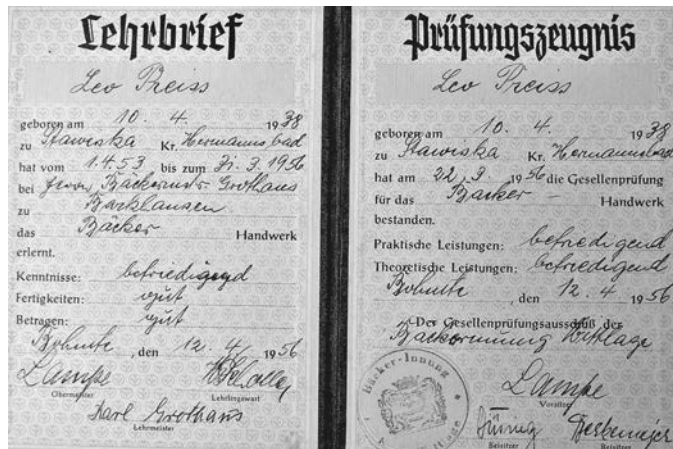 Lehrbrief
Leo Preiss
geboren am 10. 4. 1938
zu Stawiska Kr. Hermannsbad
hat vom 1.4.53 bis zum 31.3.1956
bei Herrn Bäckermstr. Grothaus
zu Barkhausen
das Bäcker Handwerk
erlernt.
Kenntnisse: befriedigend
Fertigkeiten: gut
Betragen: gut
Bohmte, den 12. 4. 1956
Lampe
Obermeister Lehrlingswart
Karl Grothaus
Lehrmeister
Prüfungszeugnis
Leo Preiss
geboren am 10. 4. 1938
zu Stawiska Kr. Hermannsbad
hat am 22.3. 1956 die Gesellenprüfung
für das Bäcker - Handwerk
bestanden.
Praktische Leistungen: befriedigend
Theoretische Leistungen: befriedigend
Bohmte, den 12. 4 1956
Der Gesellenprüfungsausschuß der
Bäckerinnung Wittlage
Bäcker-Innung
Lampe
Vorsitzer
Beisitzer Beisitzer